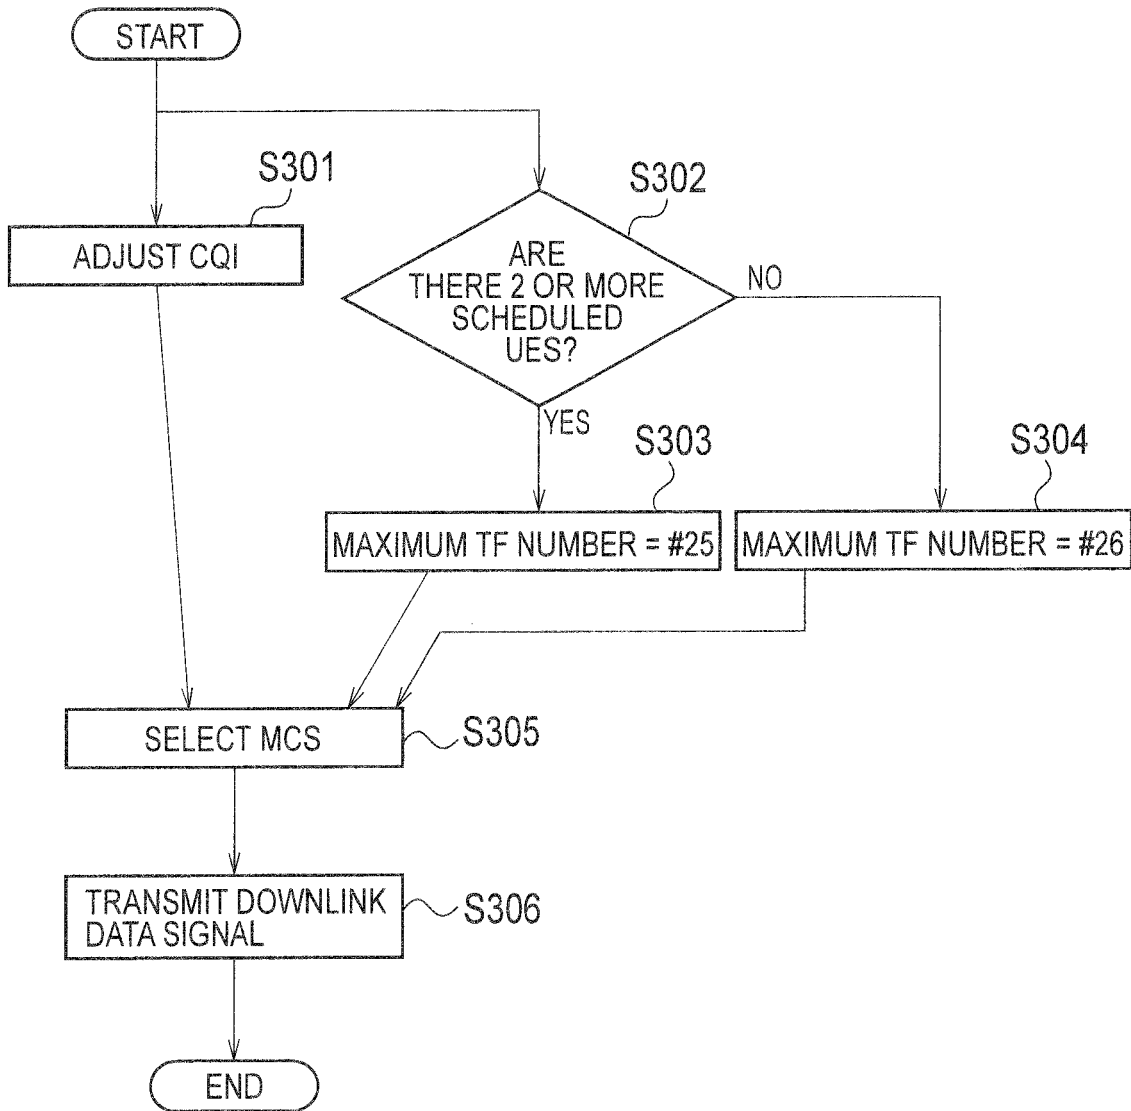 START
S301
ADJUST CQI
S302
ARE
THERE 2 OR MORE
SCHEDULED
UES?
NO
YES
S303
MAXIMUM TF NUMBER = #25
S304
MAXIMUM TF NUMBER = #26
SELECT MCS
S305
TRANSMIT DOWNLINK
DATA SIGNAL
S306
END